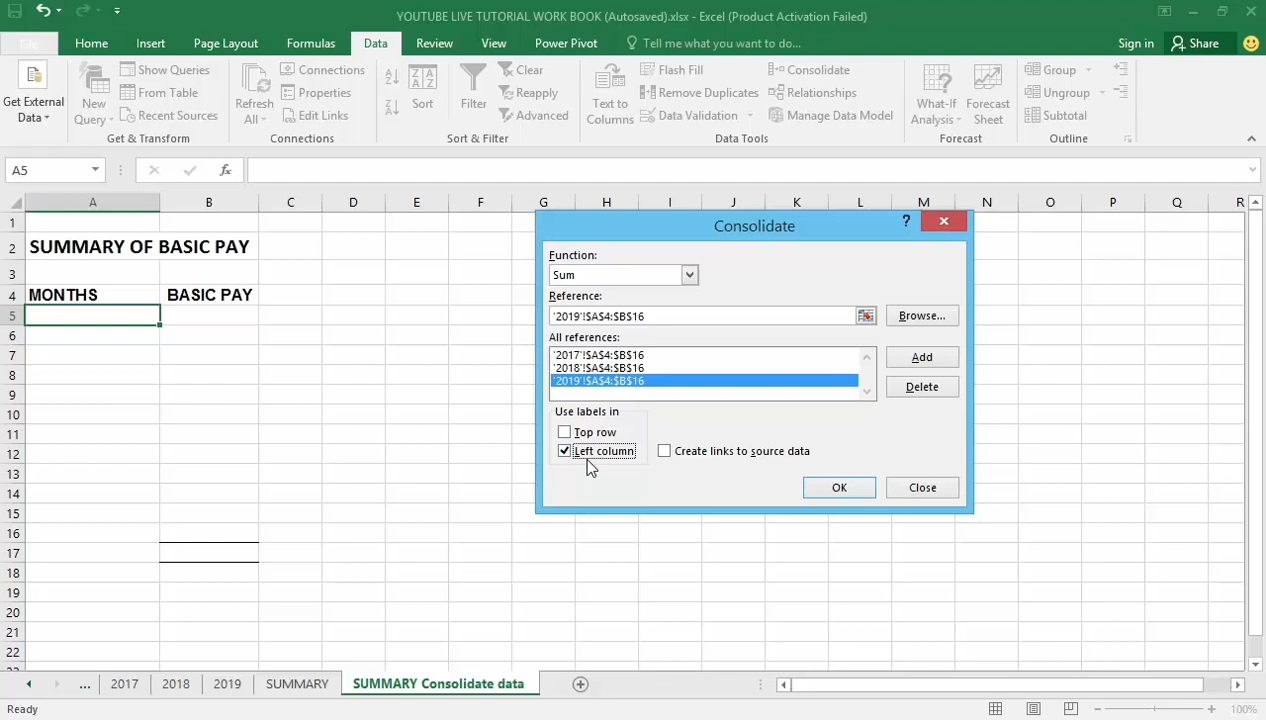 YOUTUBE LIVE TUTORIAL WORK BOOK (Autosaved).xlsx - Excel (Product Activation Failed)
File Home Insert Page Layout Formulas Data Review View Power Pivot Tell me what you want to do... Sign in Share
Get External Data
New Query
Show Queries
From Table
Recent Sources
Get & Transform
Refresh All
Connections
Properties
Edit Links
Connections
Sort
Filter
Clear
Reapply
Advanced
Sort & Filter
Text to Columns
Flash Fill
Remove Duplicates
Data Validation
Consolidate
Relationships
Manage Data Model
Data Tools
What-If Analysis
Forecast Sheet
Forecast
Group
Ungroup
Subtotal
Outline
A5 fx
A B C D E F G H I J K L M N O P Q R
1
2 SUMMARY OF BASIC PAY
3
4 MONTHS BASIC PAY
5
6
7
8
9
10
11
12
13
14
15
16
17
18
19
20
21
22
23
Consolidate ?
Function:
Sum
Reference:
'2019'!$A$4:$B$16 Browse...
All references:
'2017'!$A$4:$B$16
'2018'!$A$4:$B$16
'2019'!$A$4:$B$16
Add
Delete
Use labels in
Top row
Left column Create links to source data
OK Close
... 2017 2018 2019 SUMMARY SUMMARY Consolidate data
Ready 100%